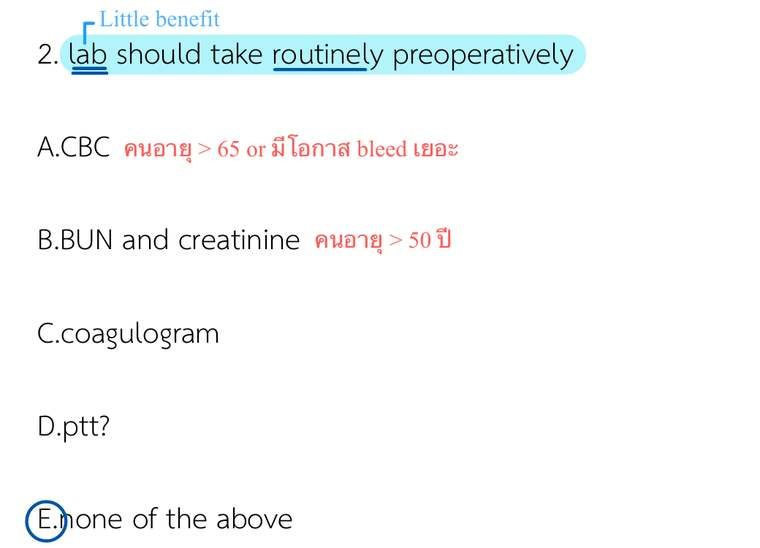 Little benefit
2. lab should take routinely preoperatively
A.CBC คนอายุ > 65 or มีโอกาส bleed เยอะ
B.BUN and creatinine คนอายุ > 50 ปี
C.coagulogram
D.ptt?
E.none of the above